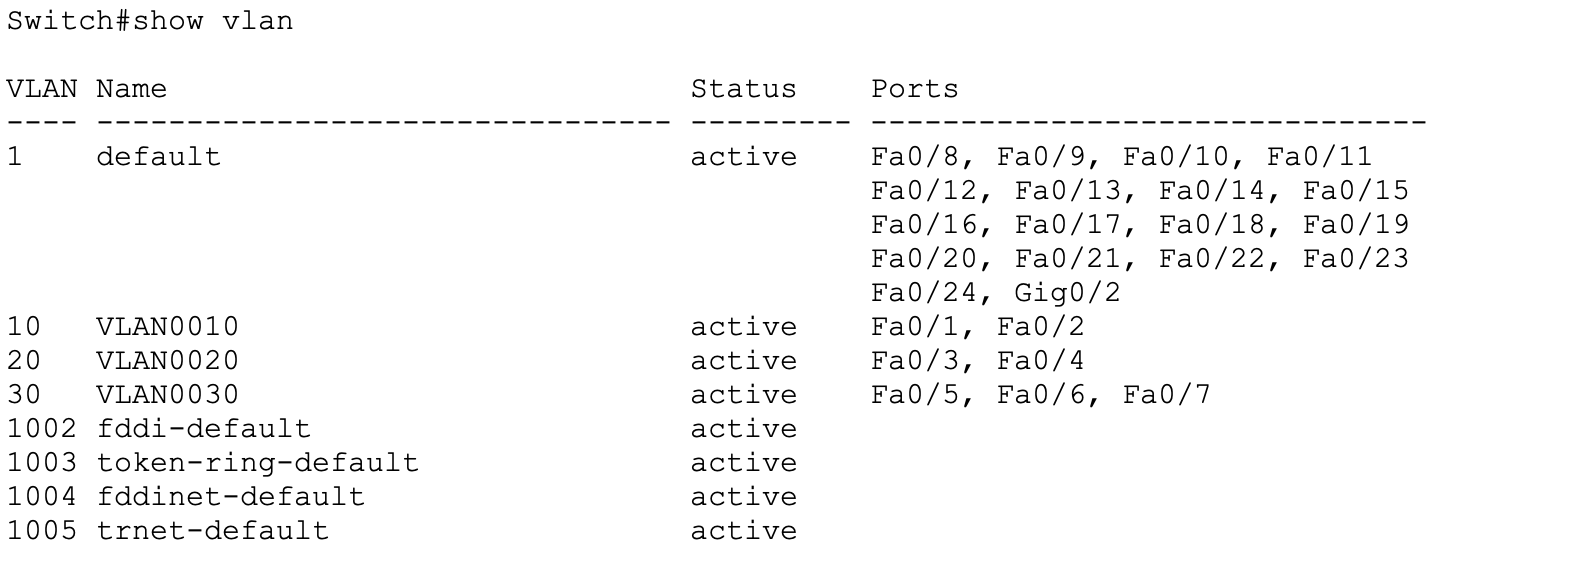 Switch#show vlan
VLAN Name Status Ports
---- -------------------------------- --------- -------------------------------
1 default active Fa0/8, Fa0/9, Fa0/10, Fa0/11
Fa0/12, Fa0/13, Fa0/14, Fa0/15
Fa0/16, Fa0/17, Fa0/18, Fa0/19
Fa0/20, Fa0/21, Fa0/22, Fa0/23
Fa0/24, Gig0/2
10 VLAN0010 active Fa0/1, Fa0/2
20 VLAN0020 active Fa0/3, Fa0/4
30 VLAN0030 active Fa0/5, Fa0/6, Fa0/7
1002 fddi-default active
1003 token-ring-default active
1004 fddinet-default active
1005 trnet-default active